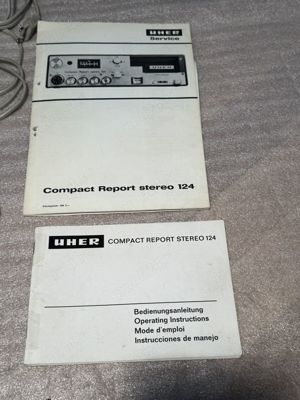 UHER
Service
UHER
Compact Report stereo 124
UHER COMPACT REPORT STEREO 124
Bedienungsanleitung
Operating Instructions
Mode d'emploi
Instrucciones de manejo